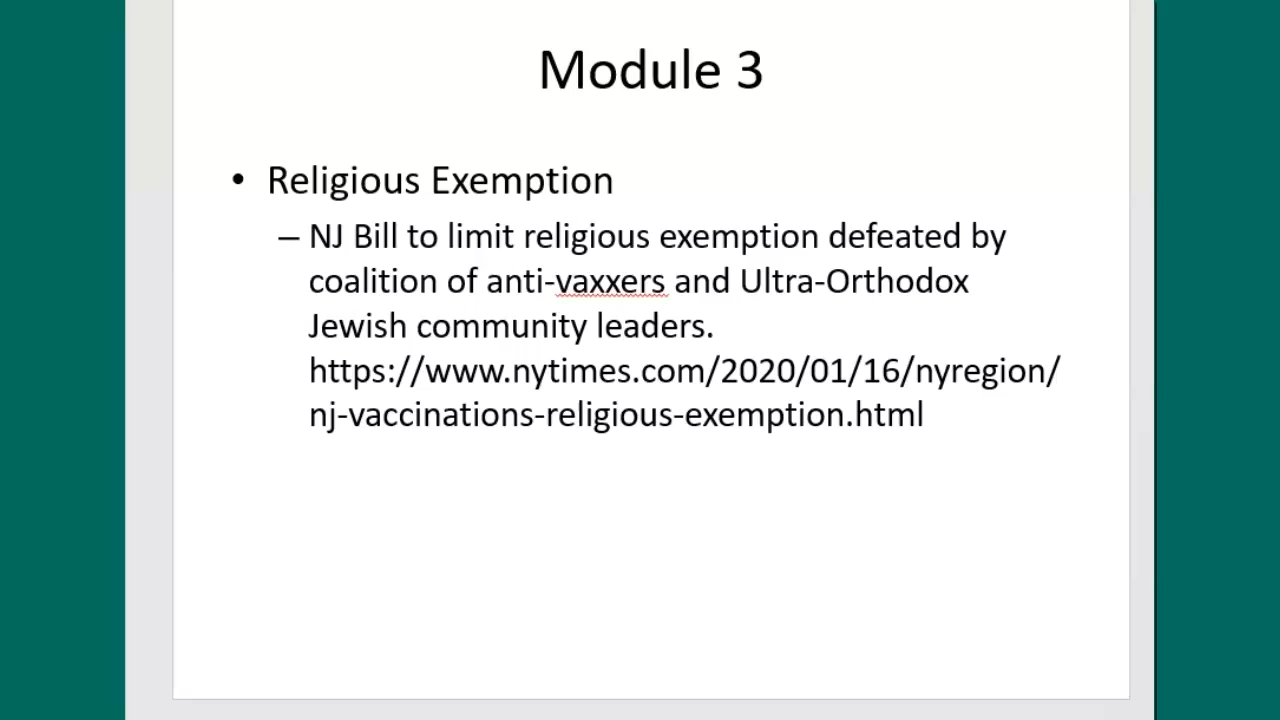 Module 3
• Religious Exemption
– NJ Bill to limit religious exemption defeated by
coalition of anti-vaxxers and Ultra-Orthodox
Jewish community leaders.
https://www.nytimes.com/2020/01/16/nyregion/
nj-vaccinations-religious-exemption.html